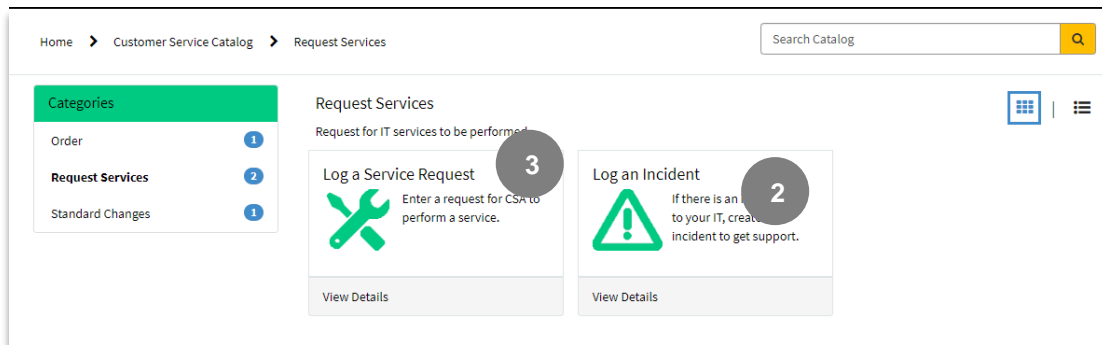 Home > Customer Service Catalog > Request Services
Search Catalog
Categories
Order 1
Request Services 2
Standard Changes 1
Request Services
Request for IT services to be performed
Log a Service Request
3
Enter a request for CSA to
perform a service.
View Details
Log an Incident
2
If there is an
to your IT, create
incident to get support.
View Details